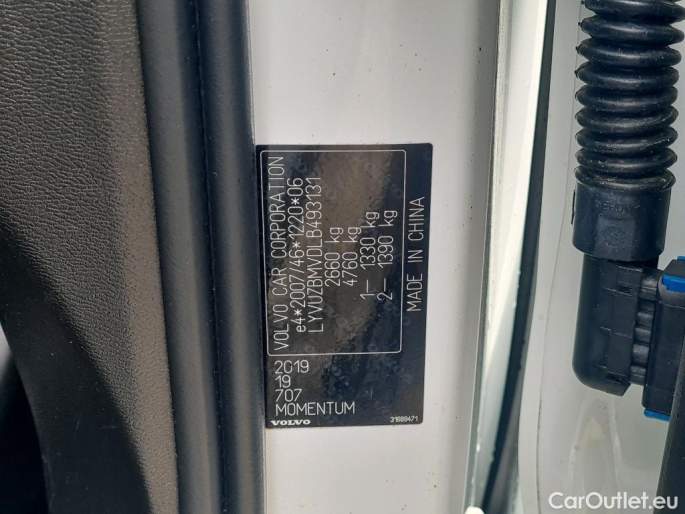 VOLVO CAR CORPORATION
e4*2007/46*1220*06
LYVUZBMVDLB493131
2660 kg
4760 kg
1– 1330 kg
2– 1390 kg
MADE IN CHINA
2019
19
707
MOMENTUM
VOLVO
31688471
CarOutlet.eu